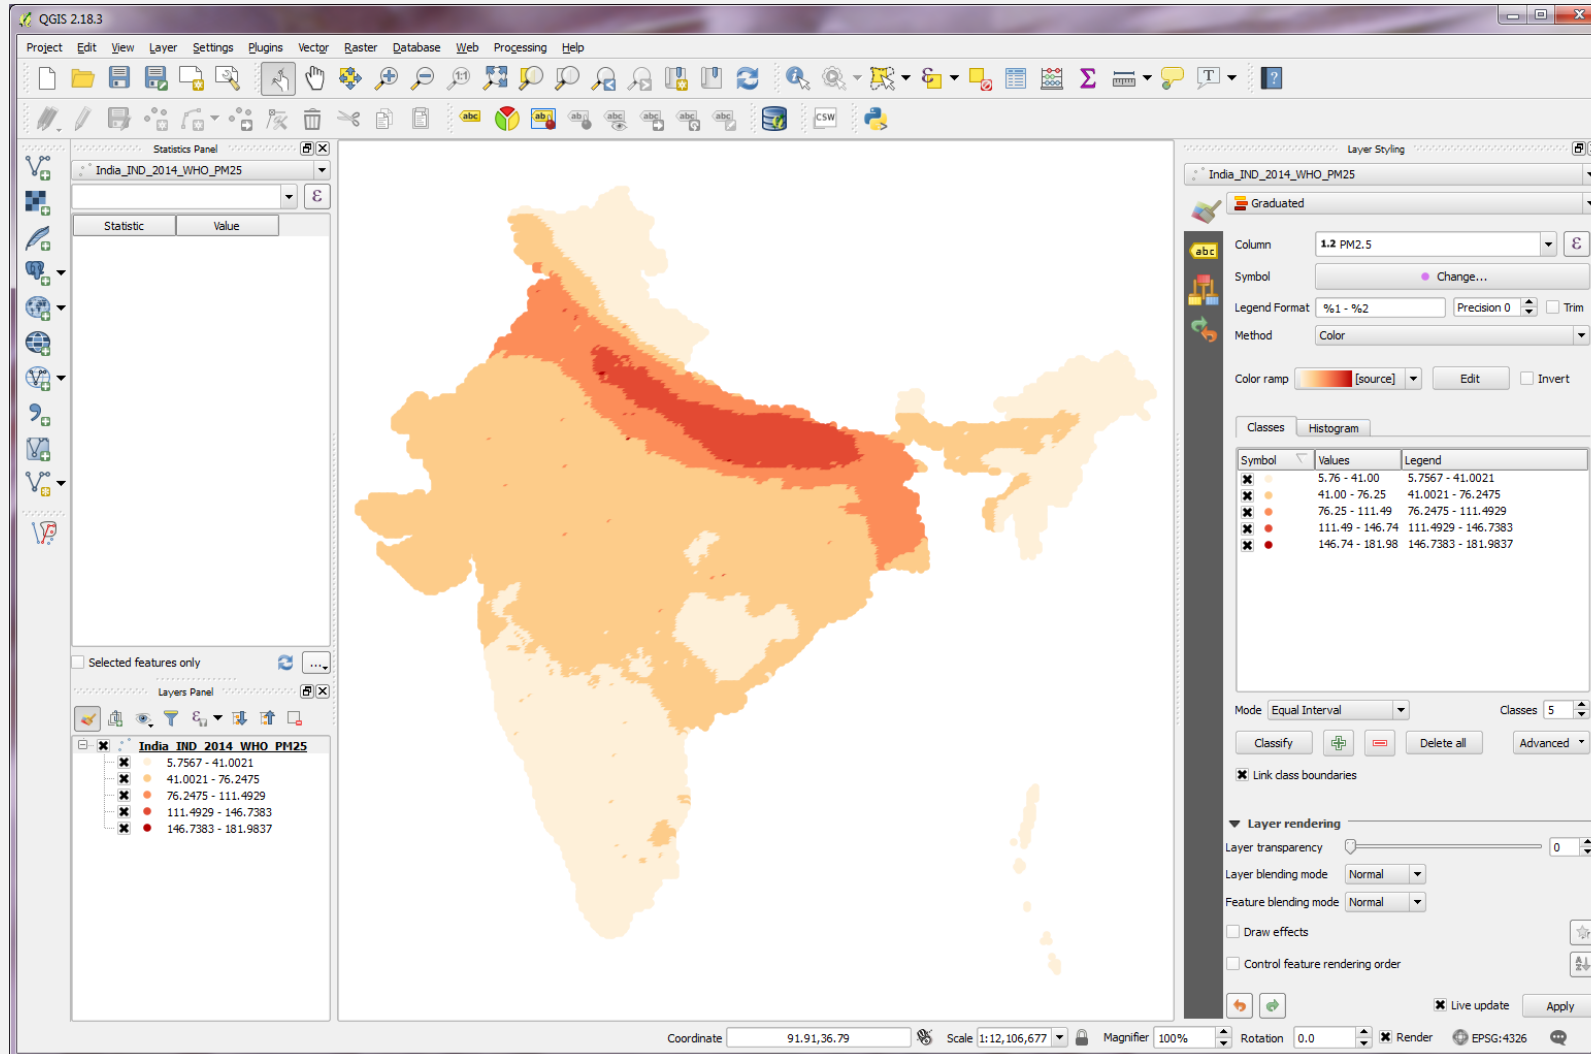 QGIS 2.18.3
Project Edit View Layer Settings Plugins Vector Raster Database Web Processing Help
Statistics Panel
India_IND_2014_WHO_PM25
ε
Statistic Value
Selected features only
...
Layers Panel
India_IND_2014_WHO_PM25
5.7567 - 41.0021
41.0021 - 76.2475
76.2475 - 111.4929
111.4929 - 146.7383
146.7383 - 181.9837
Layer Styling
India_IND_2014_WHO_PM25
Graduated
Column 1.2 PM2.5 ε
Symbol Change...
Legend Format %1 - %2 Precision 0 Trim
Method Color
Color ramp [source] Edit Invert
Classes Histogram
Symbol Values Legend
5.76 - 41.00 5.7567 - 41.0021
41.00 - 76.25 41.0021 - 76.2475
76.25 - 111.49 76.2475 - 111.4929
111.49 - 146.74 111.4929 - 146.7383
146.74 - 181.98 146.7383 - 181.9837
Mode Equal Interval Classes 5
Classify Delete all Advanced
Link class boundaries
Layer rendering
Layer transparency 0
Layer blending mode Normal
Feature blending mode Normal
Draw effects
Control feature rendering order
Live update Apply
Coordinate 91.91,36.79 Scale 1:12,106,677 Magnifier 100% Rotation 0.0 Render EPSG:4326